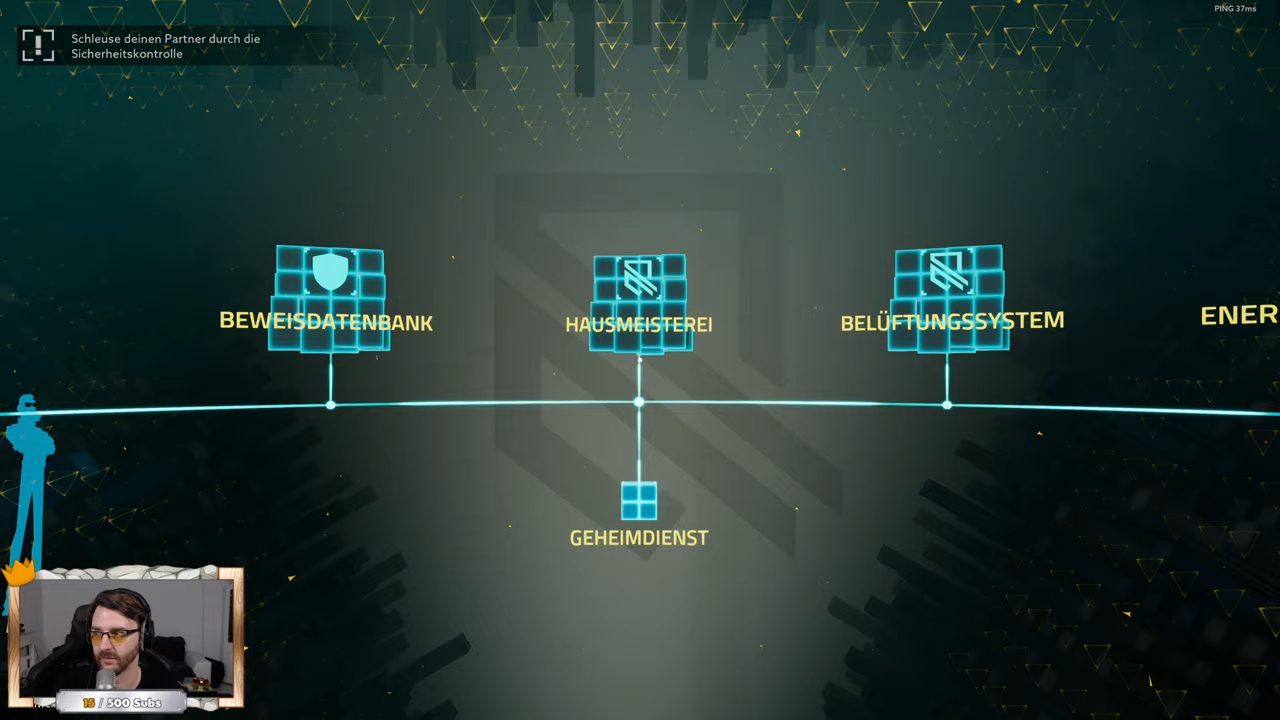 PING 37ms
Schleuse deinen Partner durch die
Sicherheitskontrolle
BEWEISDATENBANK
HAUSMEISTEREI
BELÜFTUNGSSYSTEM
ENER
GEHEIMDIENST
15 / 500 Subs